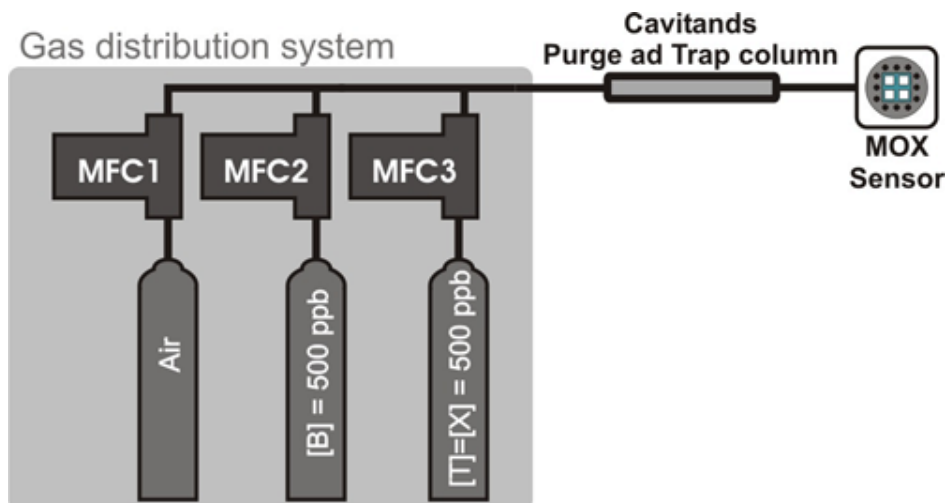 Gas distribution system
Cavitands
Purge ad Trap column
MFC1
MFC2
MFC3
MOX
Sensor
Air
[B] = 500 ppb
[T]=[X] = 500 ppb